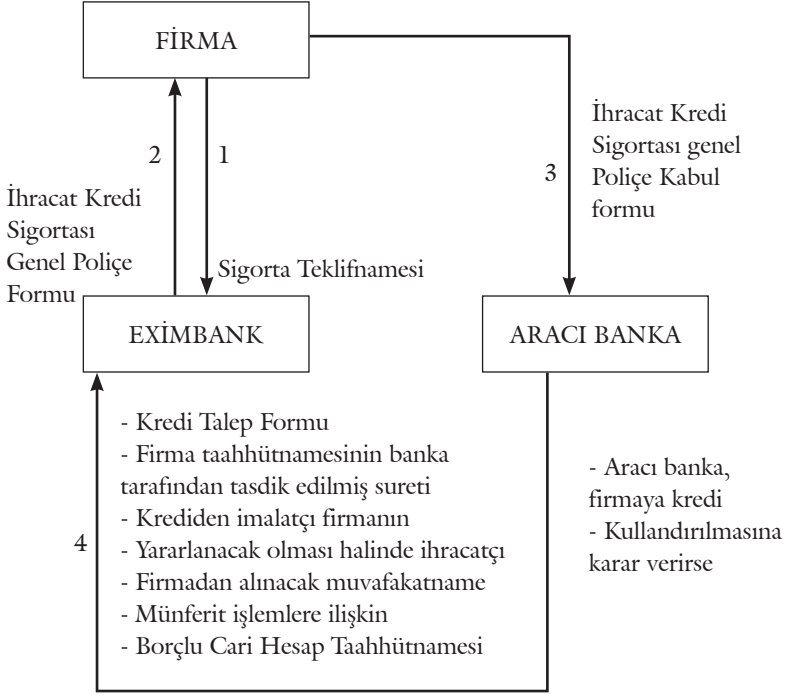 FİRMA
2
1
3
İhracat Kredi
Sigortası genel
Poliçe Kabul
formu
İhracat Kredi
Sigortası
Genel Poliçe
Formu
Sigorta Teklifnamesi
EXİMBANK
ARACI BANKA
- Kredi Talep Formu
- Firma taahhütnamesinin banka
tarafından tasdik edilmiş sureti
- Krediden imalatçı firmanın
- Yararlanacak olması halinde ihracatçı
- Firmadan alınacak muvafakatname
- Münferit işlemlere ilişkin
- Borçlu Cari Hesap Taahhütnamesi
4
- Aracı banka,
firmaya kredi
- Kullandırılmasına
karar verirse